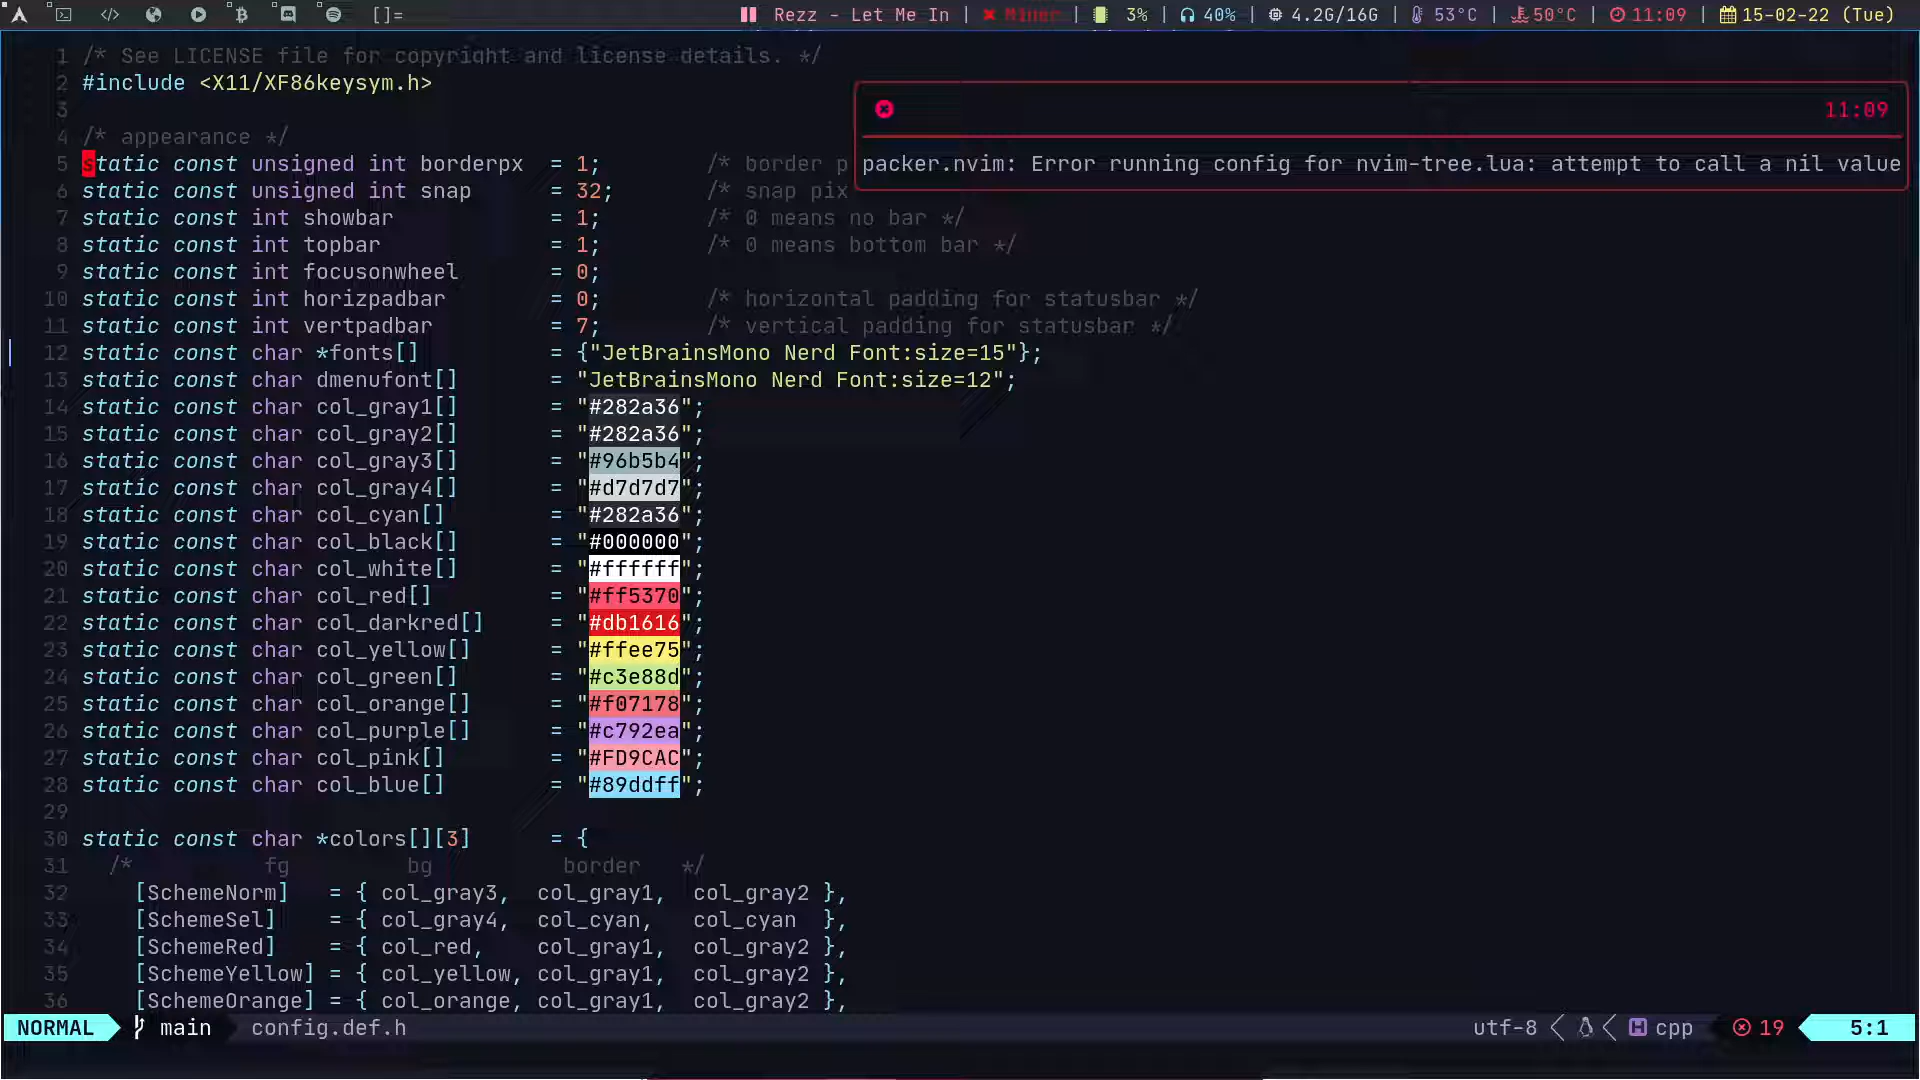 []=
Rezz - Let Me In | Miner | 3% | 40% | 4.2G/16G | 53°C | 50°C | 11:09 | 15-02-22 (Tue)
1 /* See LICENSE file for copyright and license details. */
2 #include <X11/XF86keysym.h>
3
11:09
4 /* appearance */
5 static const unsigned int borderpx = 1; /* border p
packer.nvim: Error running config for nvim-tree.lua: attempt to call a nil value
6 static const unsigned int snap = 32; /* snap pix
7 static const int showbar = 1; /* 0 means no bar */
8 static const int topbar = 1; /* 0 means bottom bar */
9 static const int focusonwheel = 0;
10 static const int horizpadbar = 0; /* horizontal padding for statusbar */
11 static const int vertpadbar = 7; /* vertical padding for statusbar */
12 static const char *fonts[] = {"JetBrainsMono Nerd Font:size=15"};
13 static const char dmenufont[] = "JetBrainsMono Nerd Font:size=12";
14 static const char col_gray1[] = "#282a36";
15 static const char col_gray2[] = "#282a36";
16 static const char col_gray3[] = "#96b5b4";
17 static const char col_gray4[] = "#d7d7d7";
18 static const char col_cyan[] = "#282a36";
19 static const char col_black[] = "#000000";
20 static const char col_white[] = "#ffffff";
21 static const char col_red[] = "#ff5370";
22 static const char col_darkred[] = "#db1616";
23 static const char col_yellow[] = "#ffee75";
24 static const char col_green[] = "#c3e88d";
25 static const char col_orange[] = "#f07178";
26 static const char col_purple[] = "#c792ea";
27 static const char col_pink[] = "#FD9CAC";
28 static const char col_blue[] = "#89ddff";
29
30 static const char *colors[][3] = {
31 /* fg bg border */
32 [SchemeNorm] = { col_gray3, col_gray1, col_gray2 },
33 [SchemeSel] = { col_gray4, col_cyan, col_cyan },
34 [SchemeRed] = { col_red, col_gray1, col_gray2 },
35 [SchemeYellow] = { col_yellow, col_gray1, col_gray2 },
36 [SchemeOrange] = { col_orange, col_gray1, col_gray2 },
NORMAL main config.def.h utf-8 cpp 19 5:1